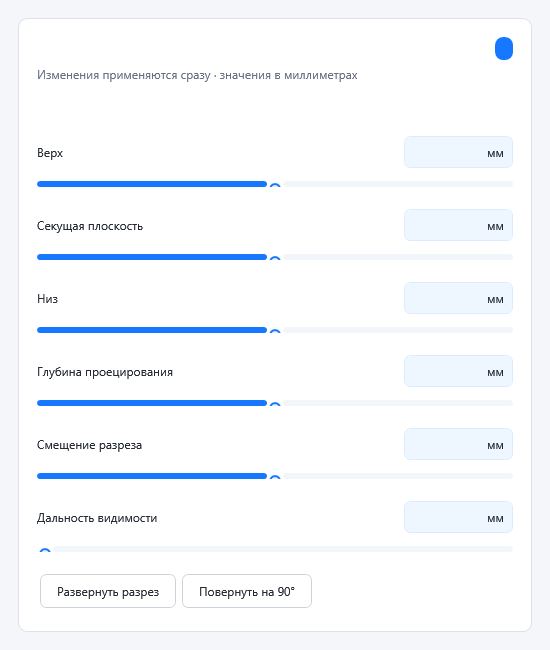 Изменения применяются сразу · значения в миллиметрах
Верх мм
Секущая плоскость мм
Низ мм
Глубина проецирования мм
Смещение разреза мм
Дальность видимости мм
Развернуть разрез Повернуть на 90°